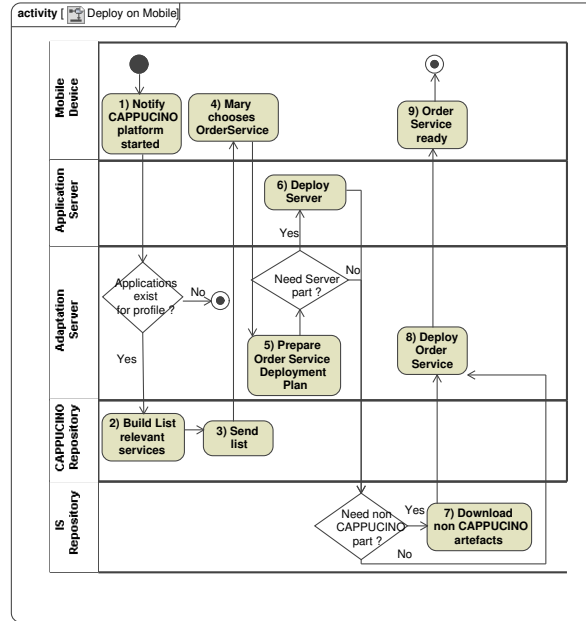 activity [ Deploy on Mobile]
Mobile
Device
1) Notify
CAPPUCINO
platform
started
4) Mary
chooses
OrderService
9) Order
Service
ready
Application
Server
6) Deploy
Server
Yes
Adaptation
Server
Applications
exist
for profile ?
No
Yes
Need Server
part ?
No
5) Prepare
Order Service
Deployment
Plan
8) Deploy
Order
Service
CAPPUCINO
Repository
2) Build List
relevant
services
3) Send
list
IS
Repository
Need non
CAPPUCINO
part ?
Yes
No
7) Download
non CAPPUCINO
artefacts